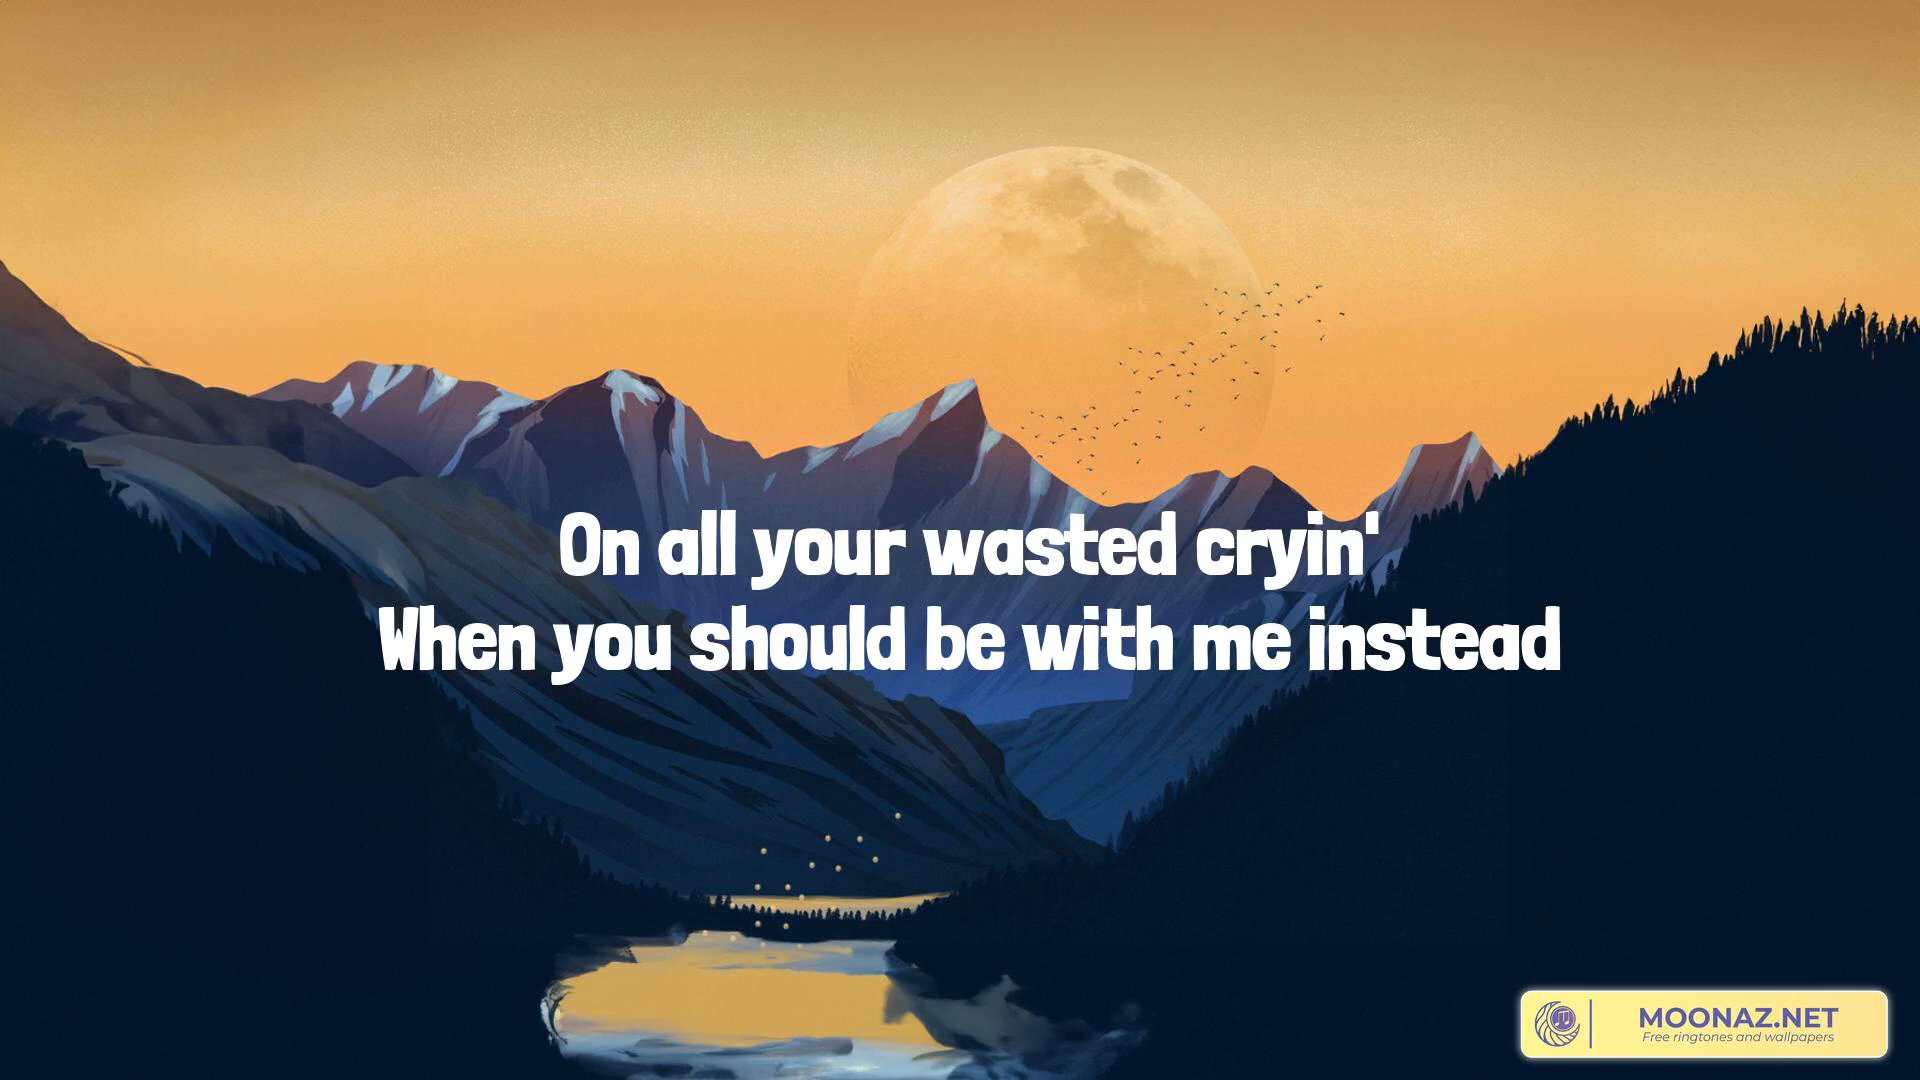 On all your wasted cryin'
When you should be with me instead
MOONAZ.NET
Free ringtones and wallpapers